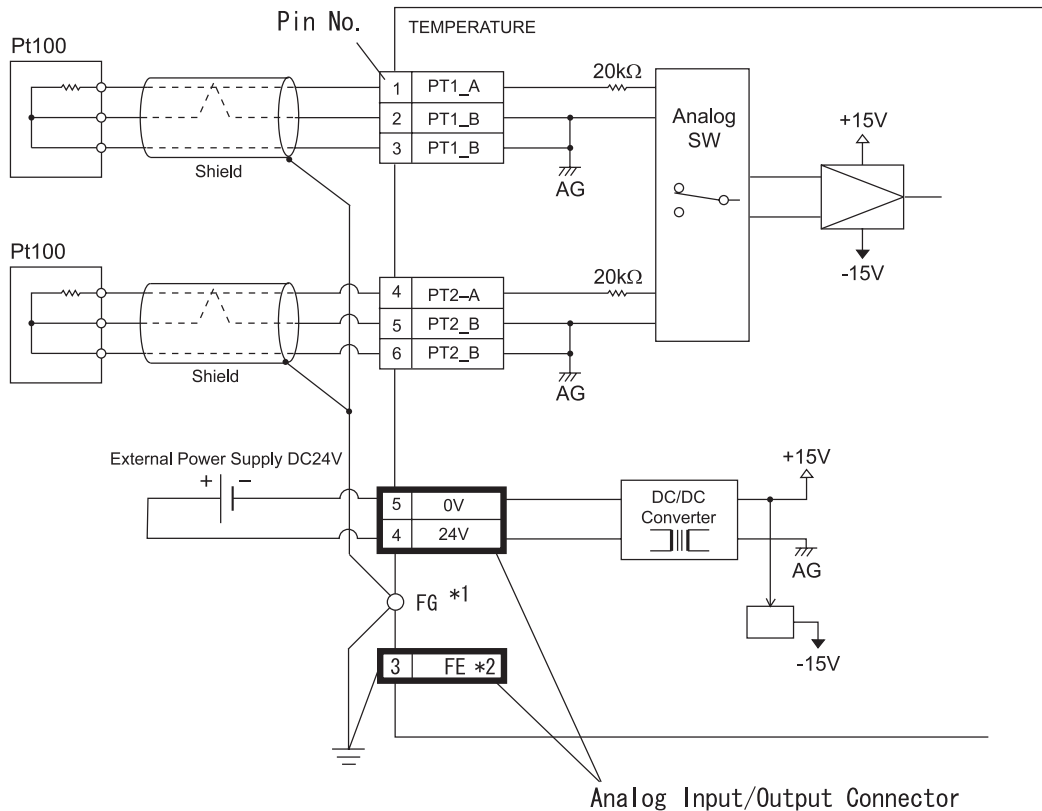 Pin No.
TEMPERATURE
Pt100
1 PT1_A
2 PT1_B
3 PT1_B
Shield
20kΩ
AG
Analog
SW
+15V
-15V
Pt100
4 PT2-A
5 PT2_B
6 PT2_B
Shield
20kΩ
AG
External Power Supply DC24V
+ -
5 0V
4 24V
DC/DC
Converter
+15V
AG
-15V
FG *1
3 FE *2
Analog Input/Output Connector